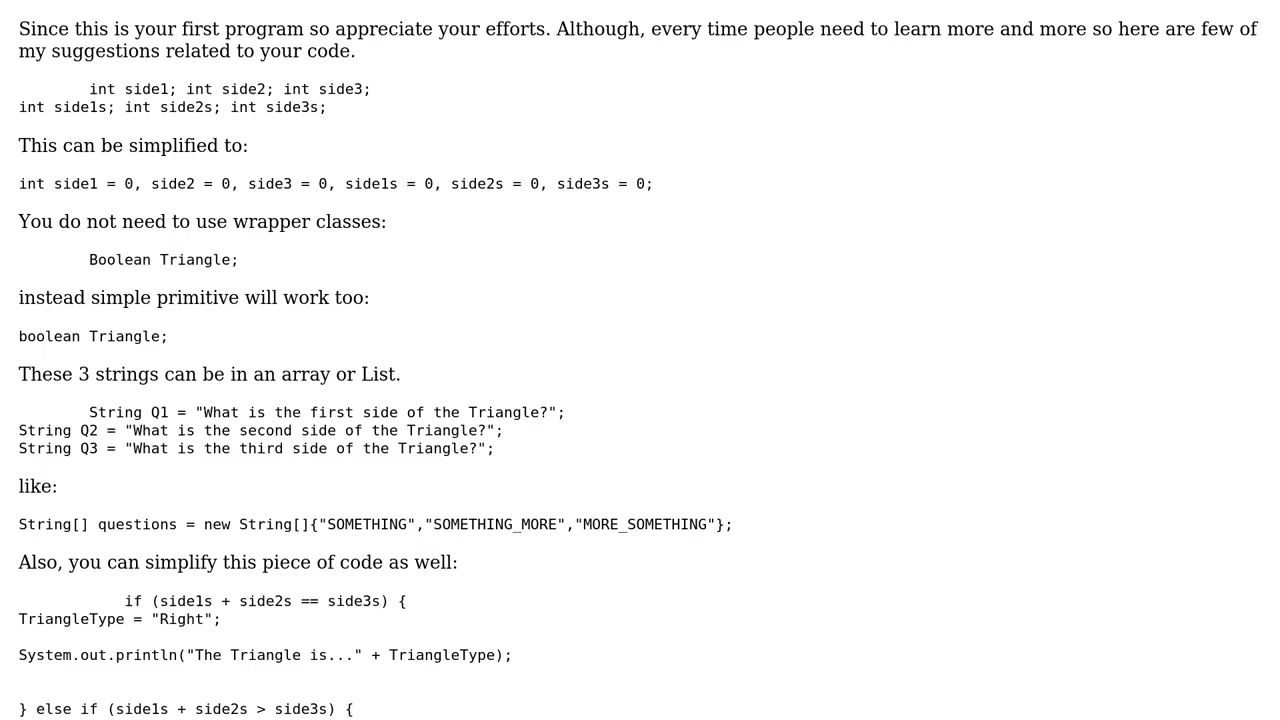 Since this is your first program so appreciate your efforts. Although, every time people need to learn more and more so here are few of
my suggestions related to your code.
int side1; int side2; int side3;
int side1s; int side2s; int side3s;
This can be simplified to:
int side1 = 0, side2 = 0, side3 = 0, side1s = 0, side2s = 0, side3s = 0;
You do not need to use wrapper classes:
Boolean Triangle;
instead simple primitive will work too:
boolean Triangle;
These 3 strings can be in an array or List.
String Q1 = "What is the first side of the Triangle?";
String Q2 = "What is the second side of the Triangle?";
String Q3 = "What is the third side of the Triangle?";
like:
String[] questions = new String[]{"SOMETHING","SOMETHING_MORE","MORE_SOMETHING"};
Also, you can simplify this piece of code as well:
if (side1s + side2s == side3s) {
TriangleType = "Right";
System.out.println("The Triangle is..." + TriangleType);
} else if (side1s + side2s > side3s) {